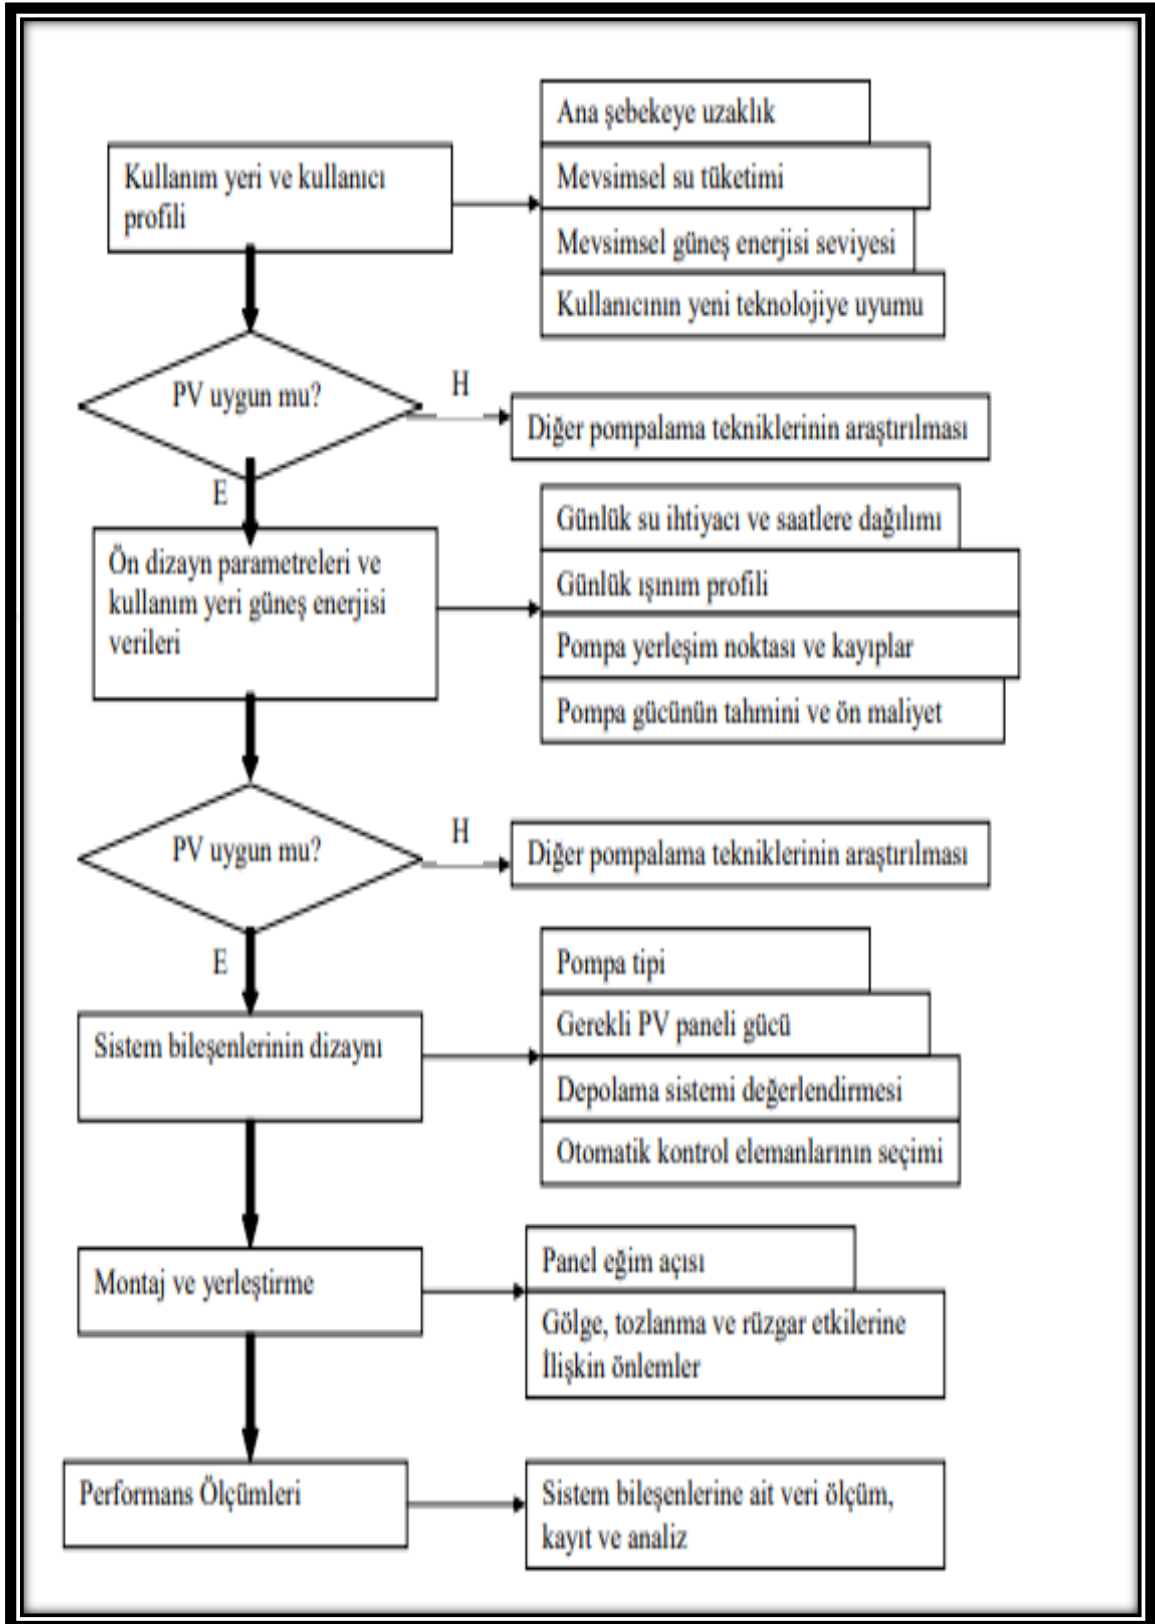 Ana şebekeye uzaklık
Kullanım yeri ve kullanıcı
profili
Mevsimsel su tüketimi
Mevsimsel güneş enerjisi seviyesi
Kullanıcının yeni teknolojiye uyumu
PV uygun mu?
H
Diğer pompalama tekniklerinin araştırılması
E
Ön dizayn parametreleri ve
kullanım yeri güneş enerjisi
verileri
Günlük su ihtiyacı ve saatlere dağılımı
Günlük ışınım profili
Pompa yerleşim noktası ve kayıplar
Pompa gücünün tahmini ve ön maliyet
PV uygun mu?
H
Diğer pompalama tekniklerinin araştırılması
E
Sistem bileşenlerinin dizaynı
Pompa tipi
Gerekli PV paneli gücü
Depolama sistemi değerlendirmesi
Otomatik kontrol elemanlarının seçimi
Montaj ve yerleştirme
Panel eğim açısı
Gölge, tozlanma ve rüzgar etkilerine
İlişkin önlemler
Performans Ölçümleri
Sistem bileşenlerine ait veri ölçüm,
kayıt ve analiz